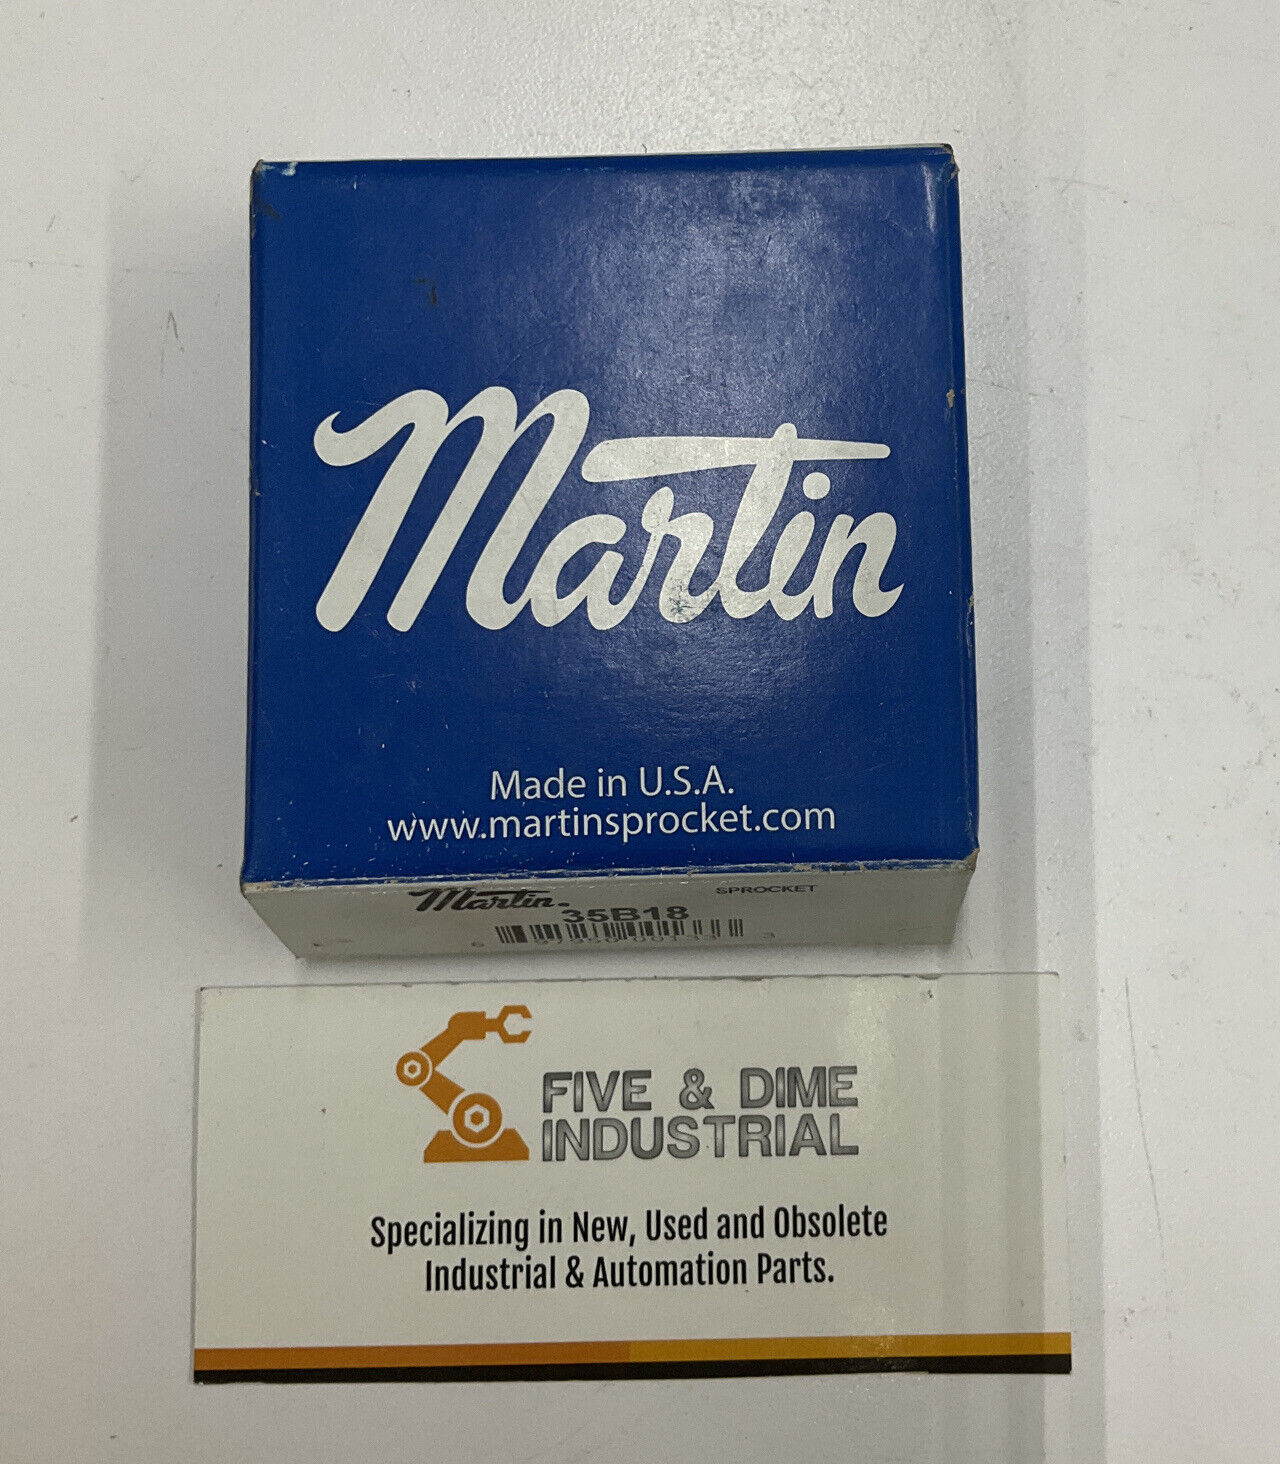 Martin
Made in U.S.A.
www.martinsprocket.com
Martin.
SPROCKET
35B18
FIVE & DIME
INDUSTRIAL
Specializing in New, Used and Obsolete
Industrial & Automation Parts.